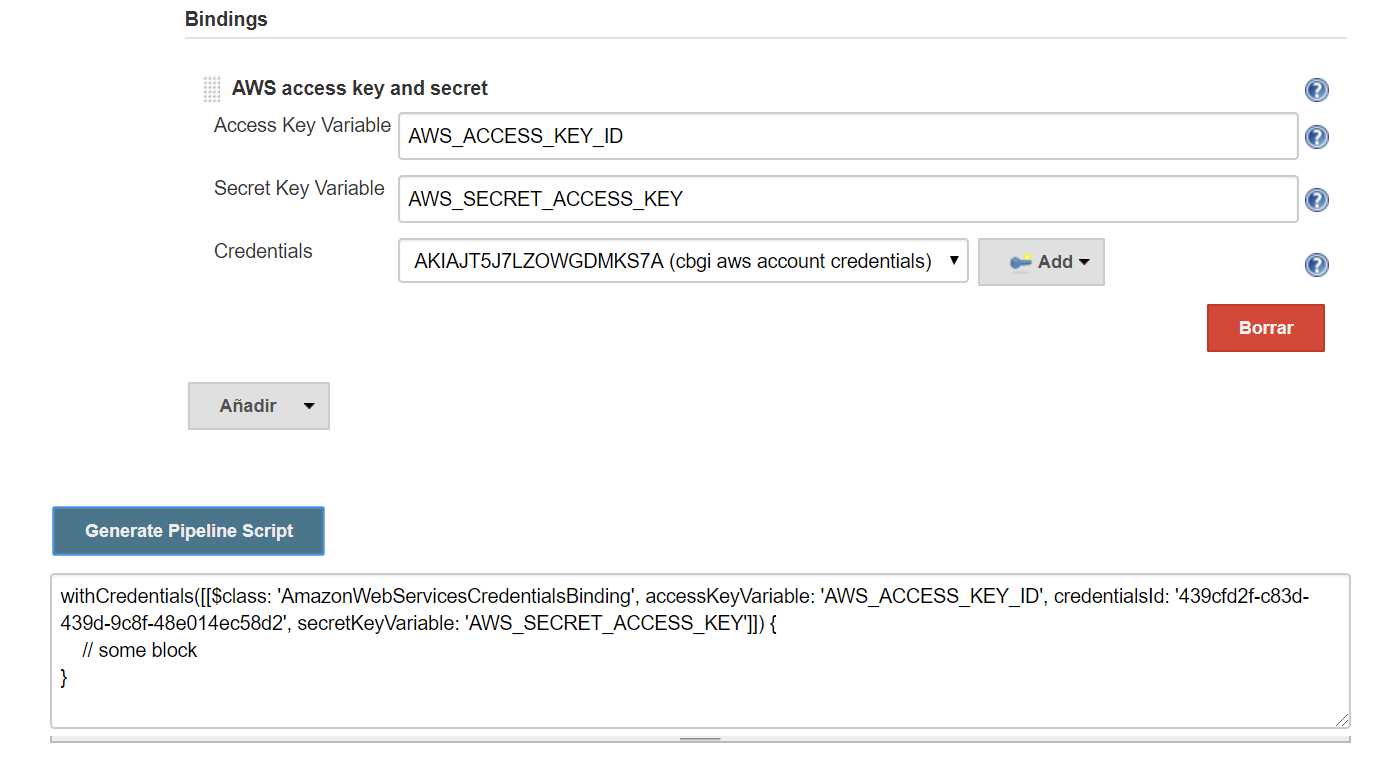 Bindings
AWS access key and secret
Access Key Variable
AWS_ACCESS_KEY_ID
Secret Key Variable
AWS_SECRET_ACCESS_KEY
Credentials
AKIAJT5J7LZOWGDMKS7A (cbgi aws account credentials)
Add
Borrar
Añadir
Generate Pipeline Script
withCredentials([[$class: 'AmazonWebServicesCredentialsBinding', accessKeyVariable: 'AWS_ACCESS_KEY_ID', credentialsId: '439cfd2f-c83d-
439d-9c8f-48e014ec58d2', secretKeyVariable: 'AWS_SECRET_ACCESS_KEY']]) {
    // some block
}